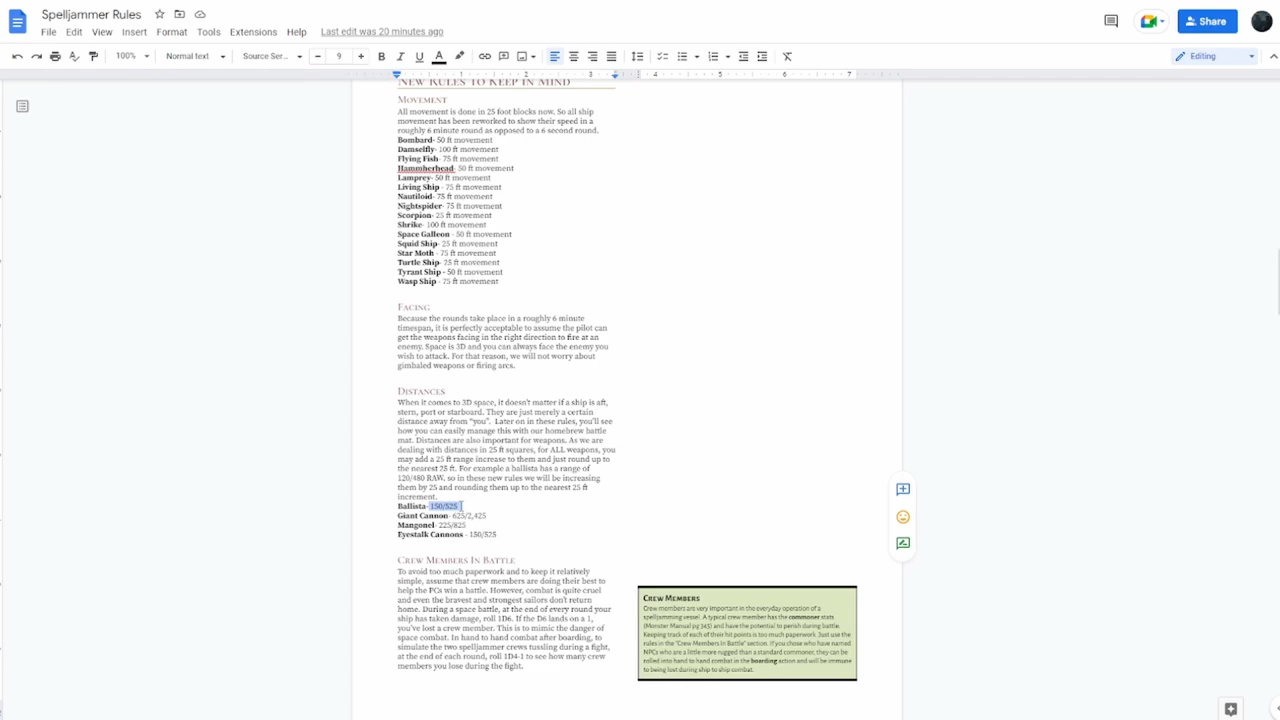 Spelljammer Rules
File Edit View Insert Format Tools Extensions Help Last edit was 20 minutes ago
Share
100% Normal text Source Ser... 9 Editing
1 2 3 4 5 6 7
New Rules to Keep in Mind
Movement
All movement is done in 25 foot blocks now. So all ship
movement has been reworked to show their speed in a
roughly 6 minute round as opposed to a 6 second round.
Bombard- 50 ft movement
Damselfly- 100 ft movement
Flying Fish- 75 ft movement
Hammherhead- 50 ft movement
Lamprey- 50 ft movement
Living Ship - 75 ft movement
Nautiloid- 75 ft movement
Nightspider- 75 ft movement
Scorpion- 25 ft movement
Shrike- 100 ft movement
Space Galleon - 50 ft movement
Squid Ship- 25 ft movement
Star Moth - 75 ft movement
Turtle Ship- 25 ft movement
Tyrant Ship - 50 ft movement
Wasp Ship - 75 ft movement
Facing
Because the rounds take place in a roughly 6 minute
timespan, it is perfectly acceptable to assume the pilot can
get the weapons facing in the right direction to fire at an
enemy. Space is 3D and you can always face the enemy you
wish to attack. For that reason, we will not worry about
gimbaled weapons or firing arcs.
Distances
When it comes to 3D space, it doesn't matter if a ship is aft,
stern, port or starboard. They are just merely a certain
distance away from "you". Later on in these rules, you'll see
how you can easily manage this with our homebrew battle
mat. Distances are also important for weapons. As we are
dealing with distances in 25 ft squares, for ALL weapons, you
may add a 25 ft range increase to them and just round up to
the nearest 25 ft. For example a ballista has a range of
120/480 RAW, so in these new rules we will be increasing
them by 25 and rounding them up to the nearest 25 ft
increment.
Ballista- 150/525
Giant Cannon- 625/2,425
Mangonel- 225/825
Eyestalk Cannons - 150/525
Crew Members In Battle
To avoid too much paperwork and to keep it relatively
simple, assume that crew members are doing their best to
help the PCs win a battle. However, combat is quite cruel
and even the bravest and strongest sailors don't return
home. During a space battle, at the end of every round your
ship has taken damage, roll 1D6. If the D6 lands on a 1,
you've lost a crew member. This is to mimic the danger of
space combat. In hand to hand combat after boarding, to
simulate the two spelljammer crews tussling during a fight,
at the end of each round, roll 1D4-1 to see how many crew
members you lose during the fight.
Crew Members
Crew members are very important in the everyday operation of a
spelljamming vessel. A typical crew member has the commoner stats
(Monster Manual pg 345) and have the potential to perish during battle.
Keeping track of each of their hit points is too much paperwork. Just use the
rules in the "Crew Members In Battle" section. If you chose who have named
NPCs who are a little more rugged than a standard commoner, they can be
rolled into hand to hand combat in the boarding action and will be immune
to being lost during ship to ship combat.